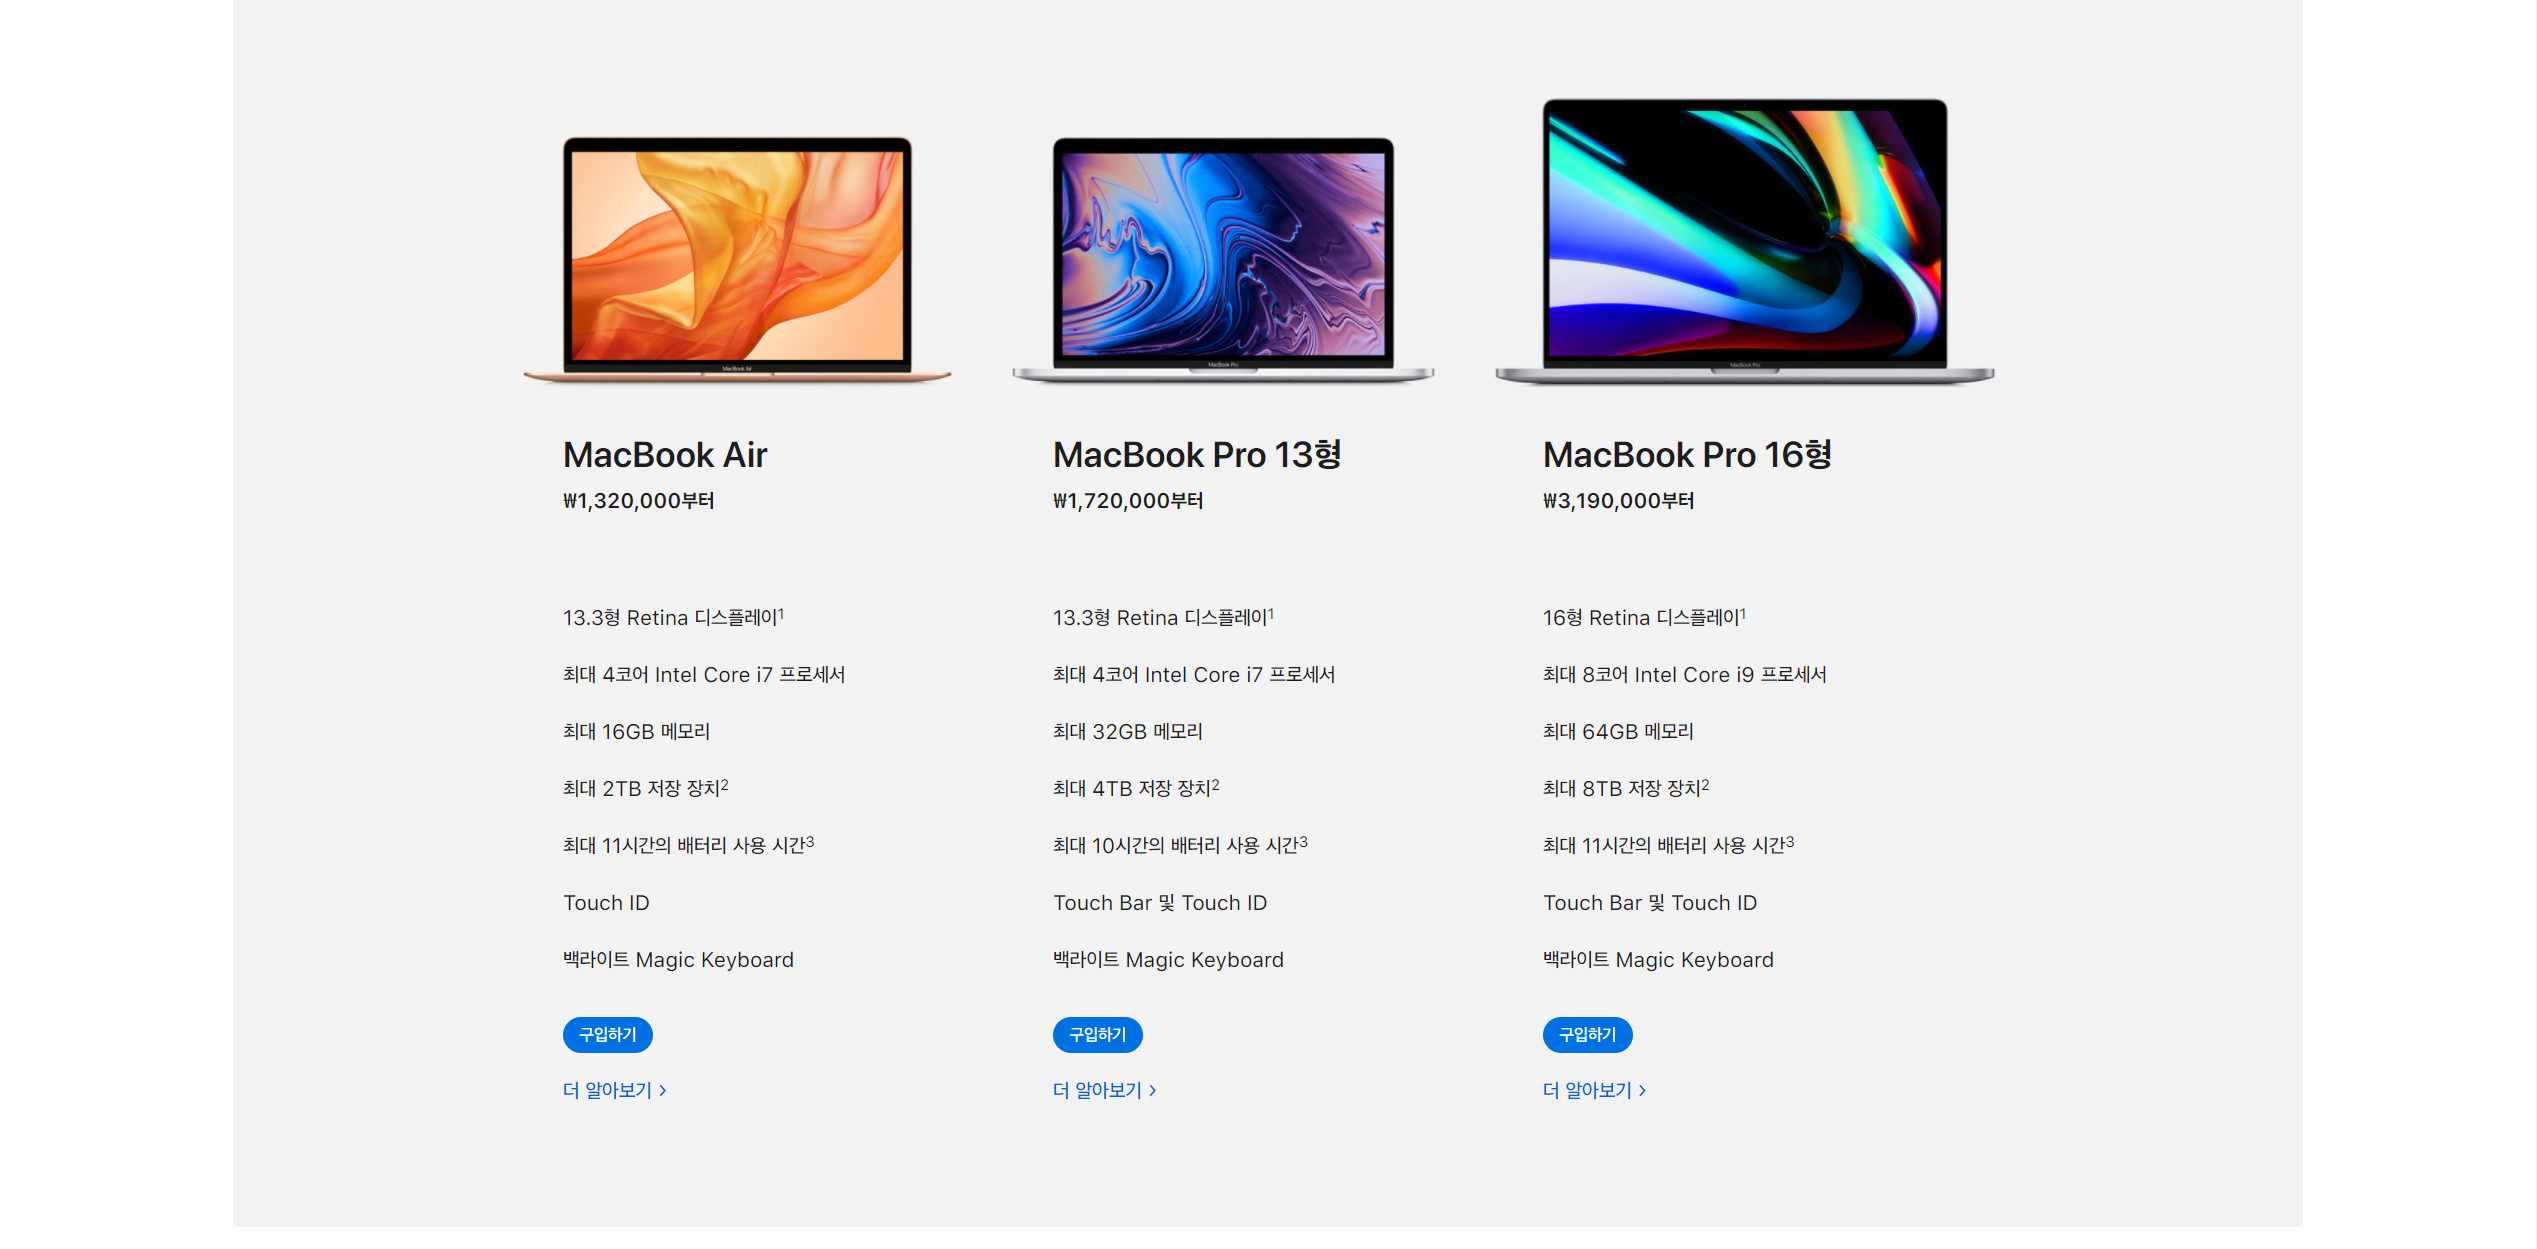 MacBook Air
MacBook Pro
MacBook Pro
MacBook Air
₩1,320,000부터
13.3형 Retina 디스플레이1
최대 4코어 Intel Core i7 프로세서
최대 16GB 메모리
최대 2TB 저장 장치2
최대 11시간의 배터리 사용 시간3
Touch ID
백라이트 Magic Keyboard
구입하기
더 알아보기 >
MacBook Pro 13형
₩1,720,000부터
13.3형 Retina 디스플레이1
최대 4코어 Intel Core i7 프로세서
최대 32GB 메모리
최대 4TB 저장 장치2
최대 10시간의 배터리 사용 시간3
Touch Bar 및 Touch ID
백라이트 Magic Keyboard
구입하기
더 알아보기 >
MacBook Pro 16형
₩3,190,000부터
16형 Retina 디스플레이1
최대 8코어 Intel Core i9 프로세서
최대 64GB 메모리
최대 8TB 저장 장치2
최대 11시간의 배터리 사용 시간3
Touch Bar 및 Touch ID
백라이트 Magic Keyboard
구입하기
더 알아보기 >